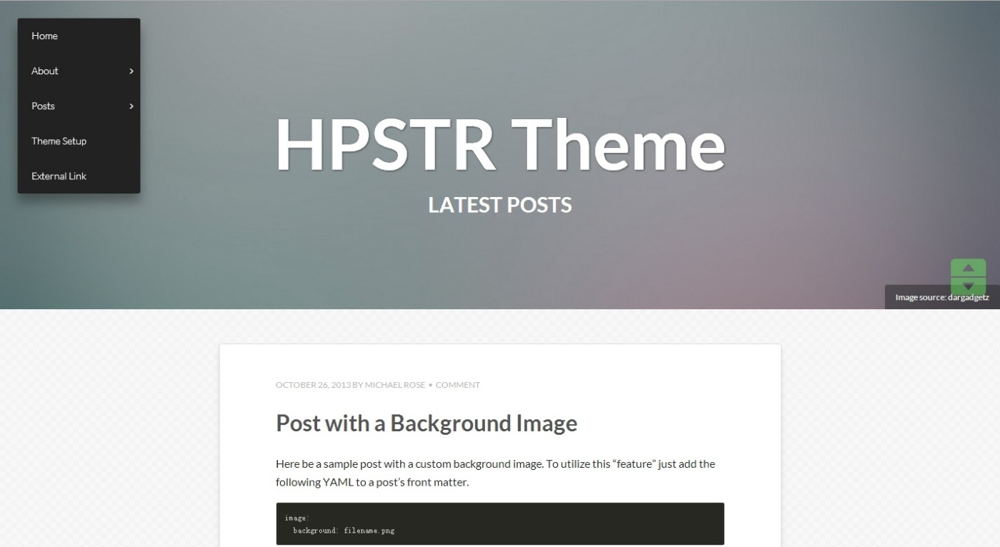 Home
About
Posts
Theme Setup
External Link
HPSTR Theme
LATEST POSTS
Image source: dargadgetz
OCTOBER 26, 2013 BY MICHAEL ROSE • COMMENT
Post with a Background Image
Here be a sample post with a custom background image. To utilize this “feature” just add the
following YAML to a post’s front matter.
image:
  background: filename.png